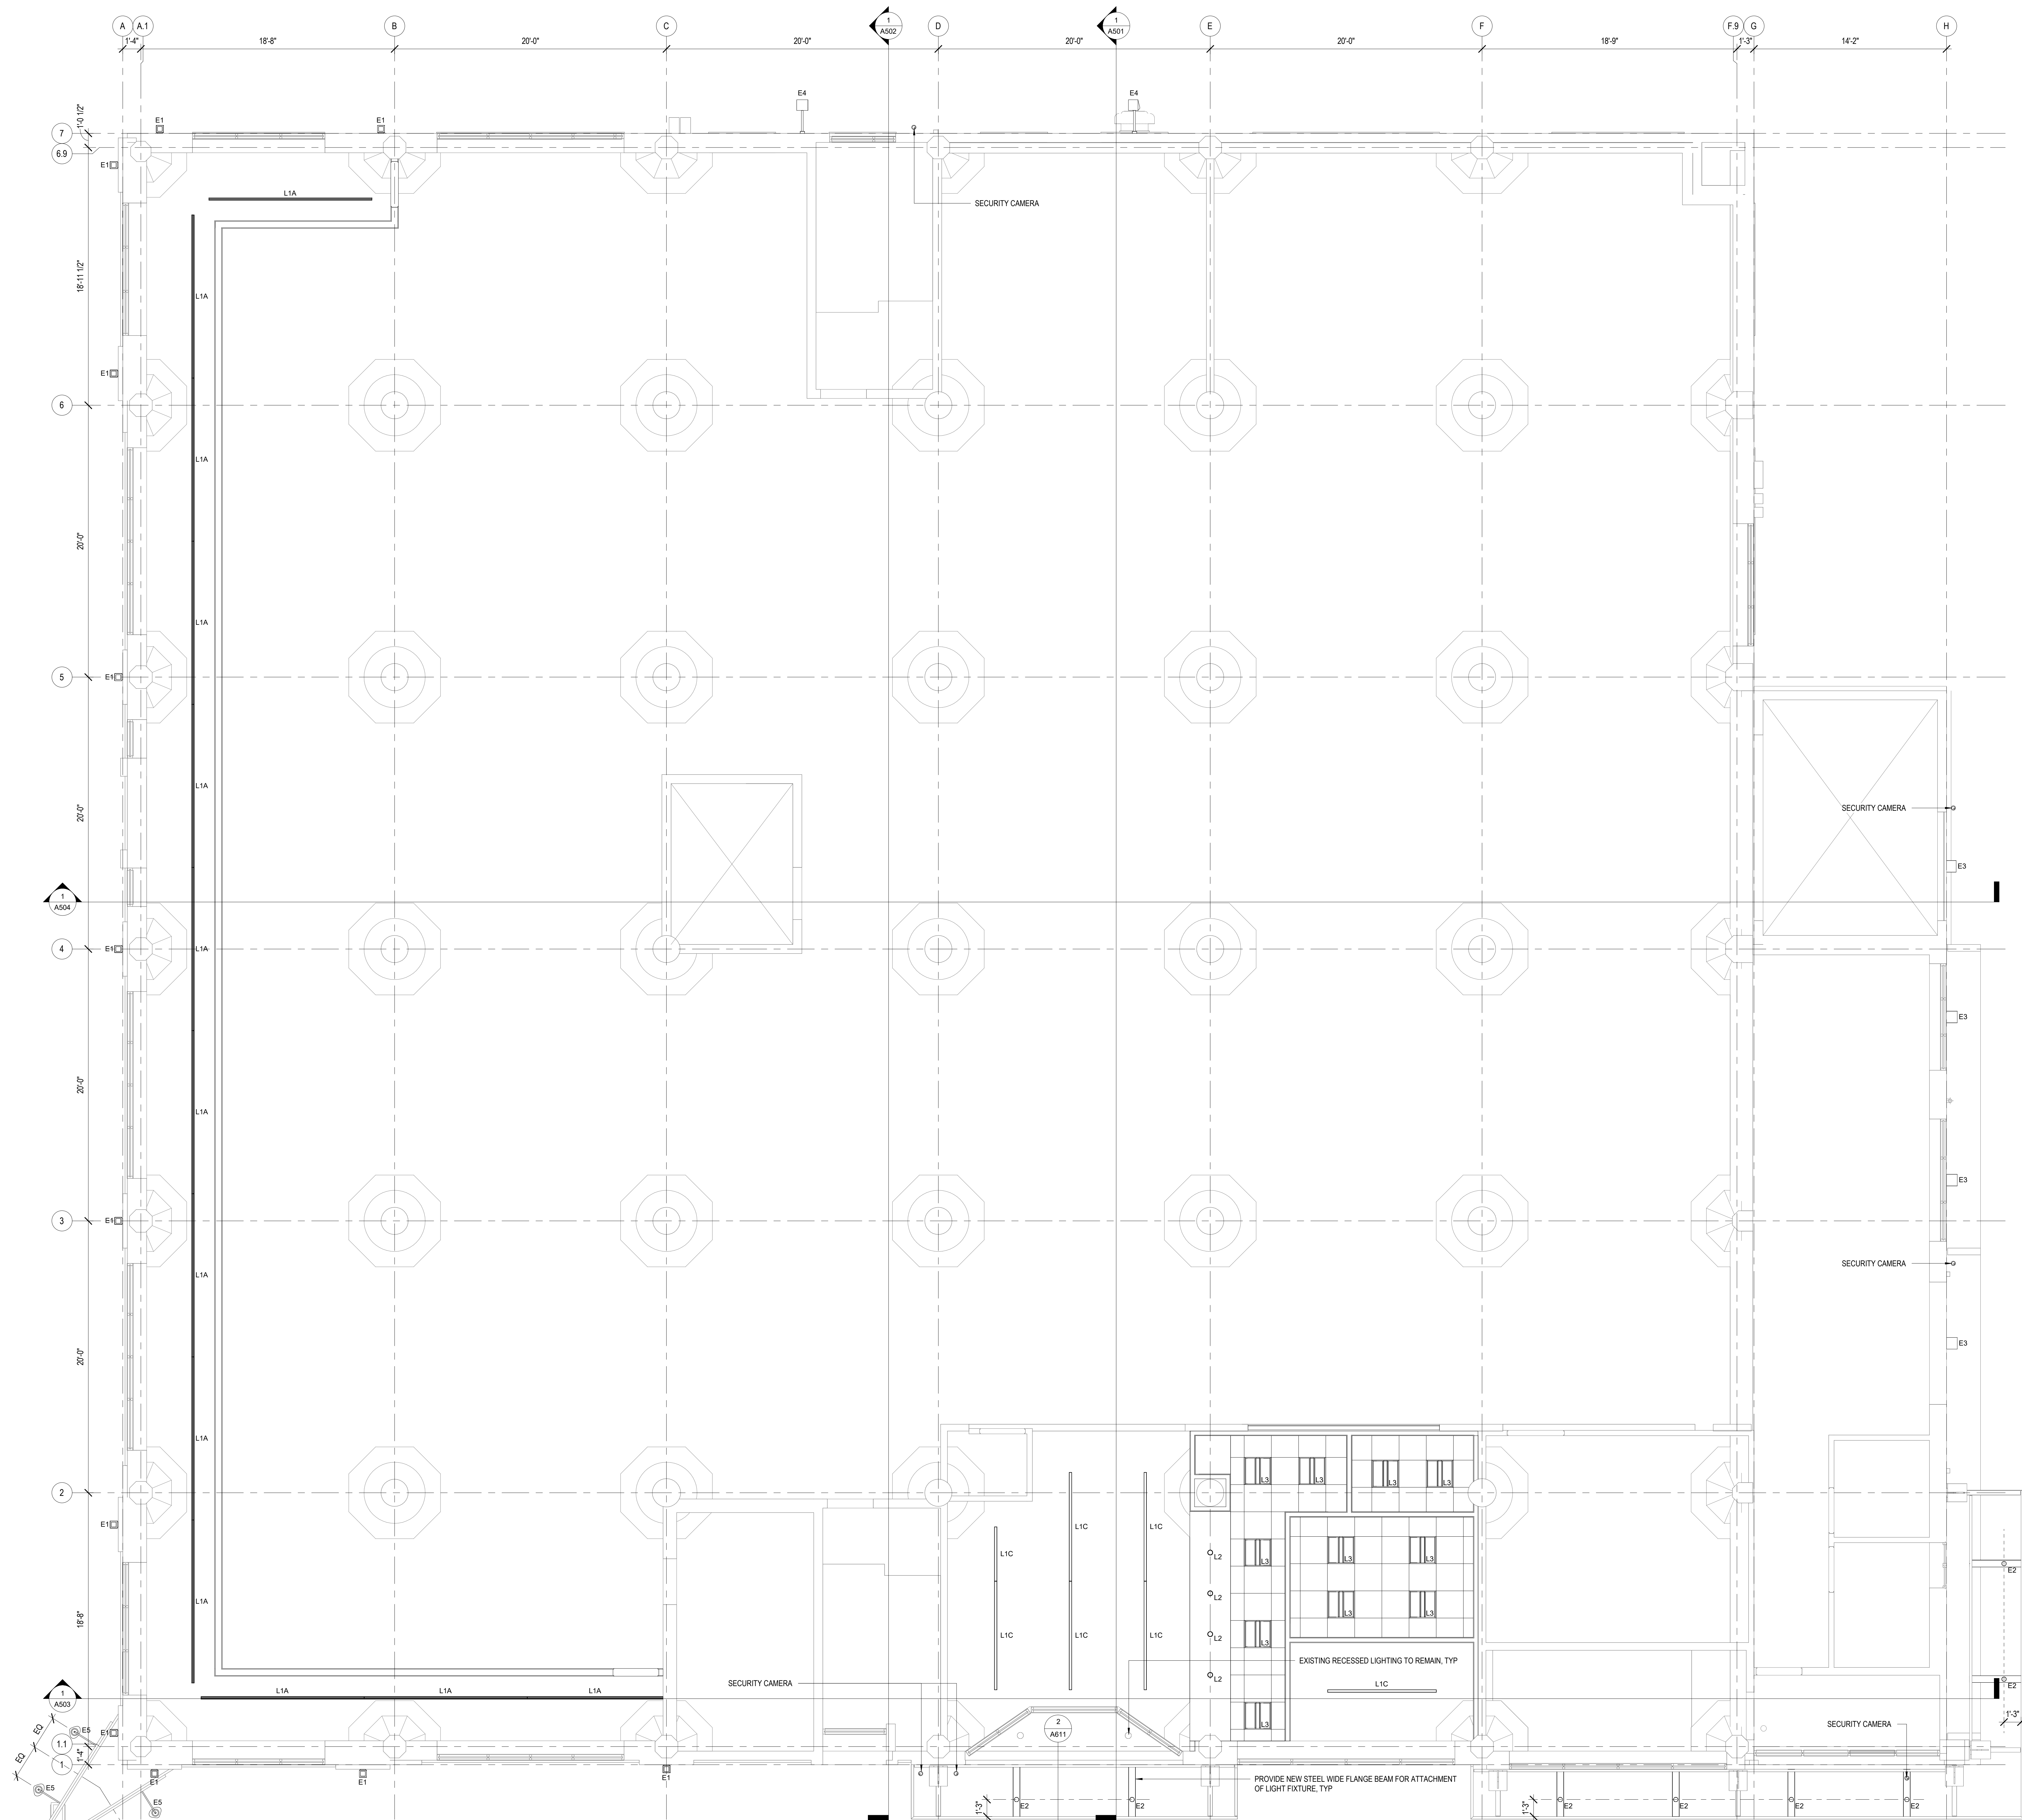 A
A.1
B
C
1
A502
D
1
A501
E
F
F.9
G
H
1'-4"
18'-8"
20'-0"
20'-0"
20'-0"
20'-0"
18'-9"
1'-3"
14'-2"
E4
E4
1'-0 1/2"
7
6.9
E1
E1
E1
L1A
SECURITY CAMERA
18'-11 1/2"
L1A
E1
6
L1A
20'-0"
L1A
5
E1
L1A
20'-0"
SECURITY CAMERA
E3
1
A504
4
E1
L1A
E3
20'-0"
L1A
E3
3
E1
SECURITY CAMERA
L1A
E3
20'-0"
L1A
L3
L3
L3
L3
2
E1
L1C
L1C
L1C
L2
L3
L3
L3
E2
L1A
18'-8"
L2
L3
L3
L1C
L1C
L1C
L2
L3
EXISTING RECESSED LIGHTING TO REMAIN, TYP
L2
SECURITY CAMERA
E2
1
A503
L1A
L1A
L1A
L1C
1'-3"
L3
SECURITY CAMERA
2
A611
EQ
E5
E1
1.1
1'-4"
1
EQ
E5
E1
E1
E1
E5
PROVIDE NEW STEEL WIDE FLANGE BEAM FOR ATTACHMENT
OF LIGHT FIXTURE, TYP
1'-3"
E2
E2
1'-3"
E2
E2
E2
E2